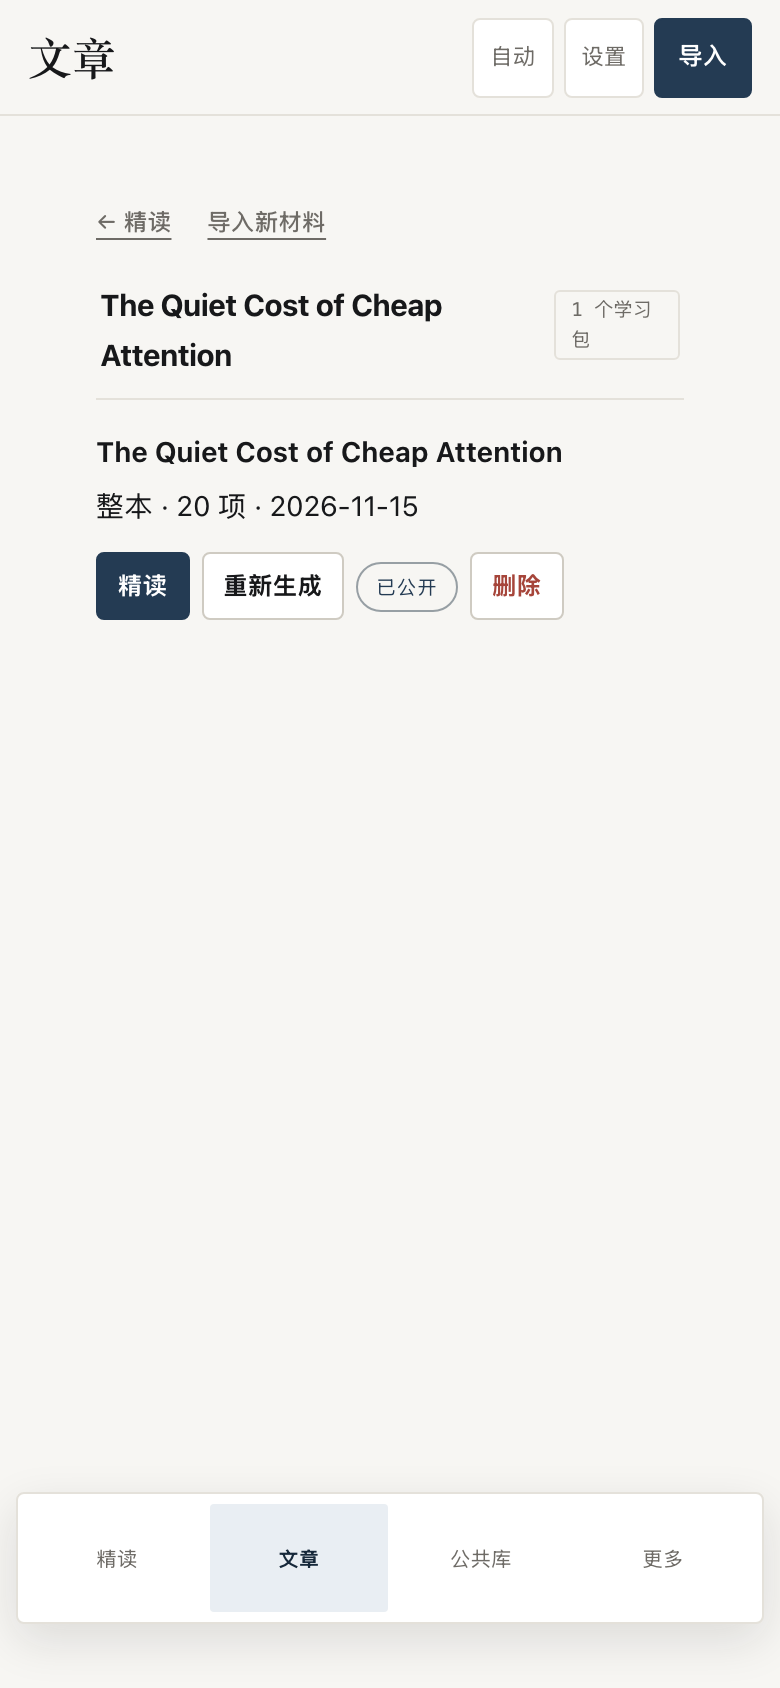 文章
自动
设置
导入
← 精读
导入新材料
The Quiet Cost of Cheap
Attention
1 个学习
包
The Quiet Cost of Cheap Attention
整本 · 20 项 · 2026-11-15
精读
重新生成
已公开
删除
精读
文章
公共库
更多